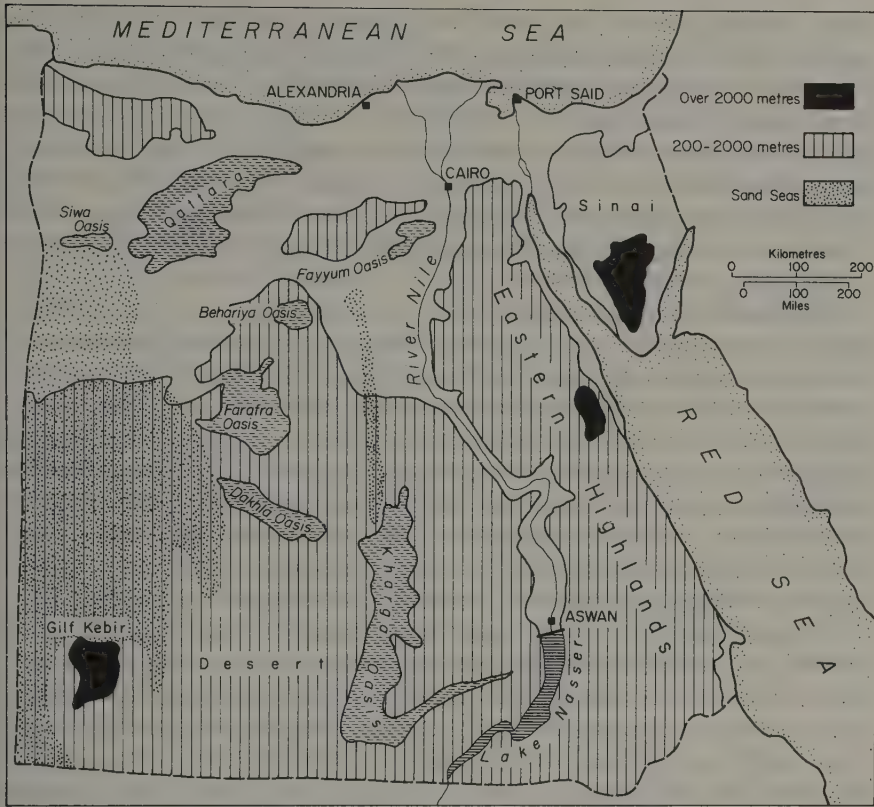 MEDITERRANEAN SEA
ALEXANDRIA
PORT SAID
Over 2000 metres
200-2000 metres
Sand Seas
CAIRO
Qattara
Siwa
Oasis
Sinai
Kilometres
0 100 200
0 100 200
Miles
Fayyum Oasis
River Nile
Behariya Oasis
Eastern Highlands
Farafra
Oasis
RED SEA
Dakhla Oasis
Kharga Oasis
ASWAN
Gilf Kebir
Desert
Lake Nasser